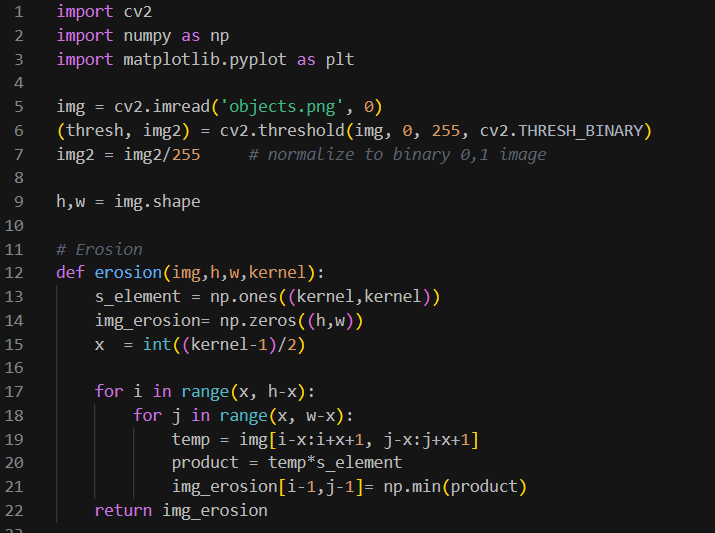 1 import cv2
2 import numpy as np
3 import matplotlib.pyplot as plt
4
5 img = cv2.imread('objects.png', 0)
6 (thresh, img2) = cv2.threshold(img, 0, 255, cv2.THRESH_BINARY)
7 img2 = img2/255     # normalize to binary 0,1 image
8
9 h,w = img.shape
10
11 # Erosion
12 def erosion(img,h,w,kernel):
13     s_element = np.ones((kernel,kernel))
14     img_erosion= np.zeros((h,w))
15     x  = int((kernel-1)/2)
16
17     for i in range(x, h-x):
18         for j in range(x, w-x):
19             temp = img[i-x:i+x+1, j-x:j+x+1]
20             product = temp*s_element
21             img_erosion[i-1,j-1]= np.min(product)
22     return img_erosion